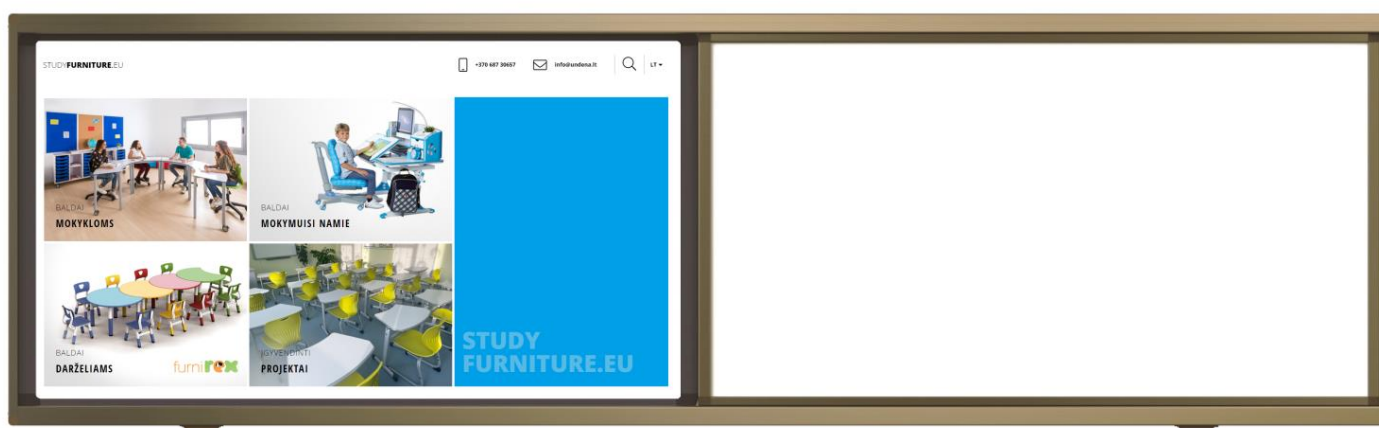 STUDYFURNITURE.EU
+370 687 30657
info@undena.lt
LT
BALDAI
MOKYKLOMS
BALDAI
MOKYMUISI NAMIE
BALDAI
DARŽELIAMS
furnirex
ĮGYVENDINTI
PROJEKTAI
STUDY
FURNITURE.EU